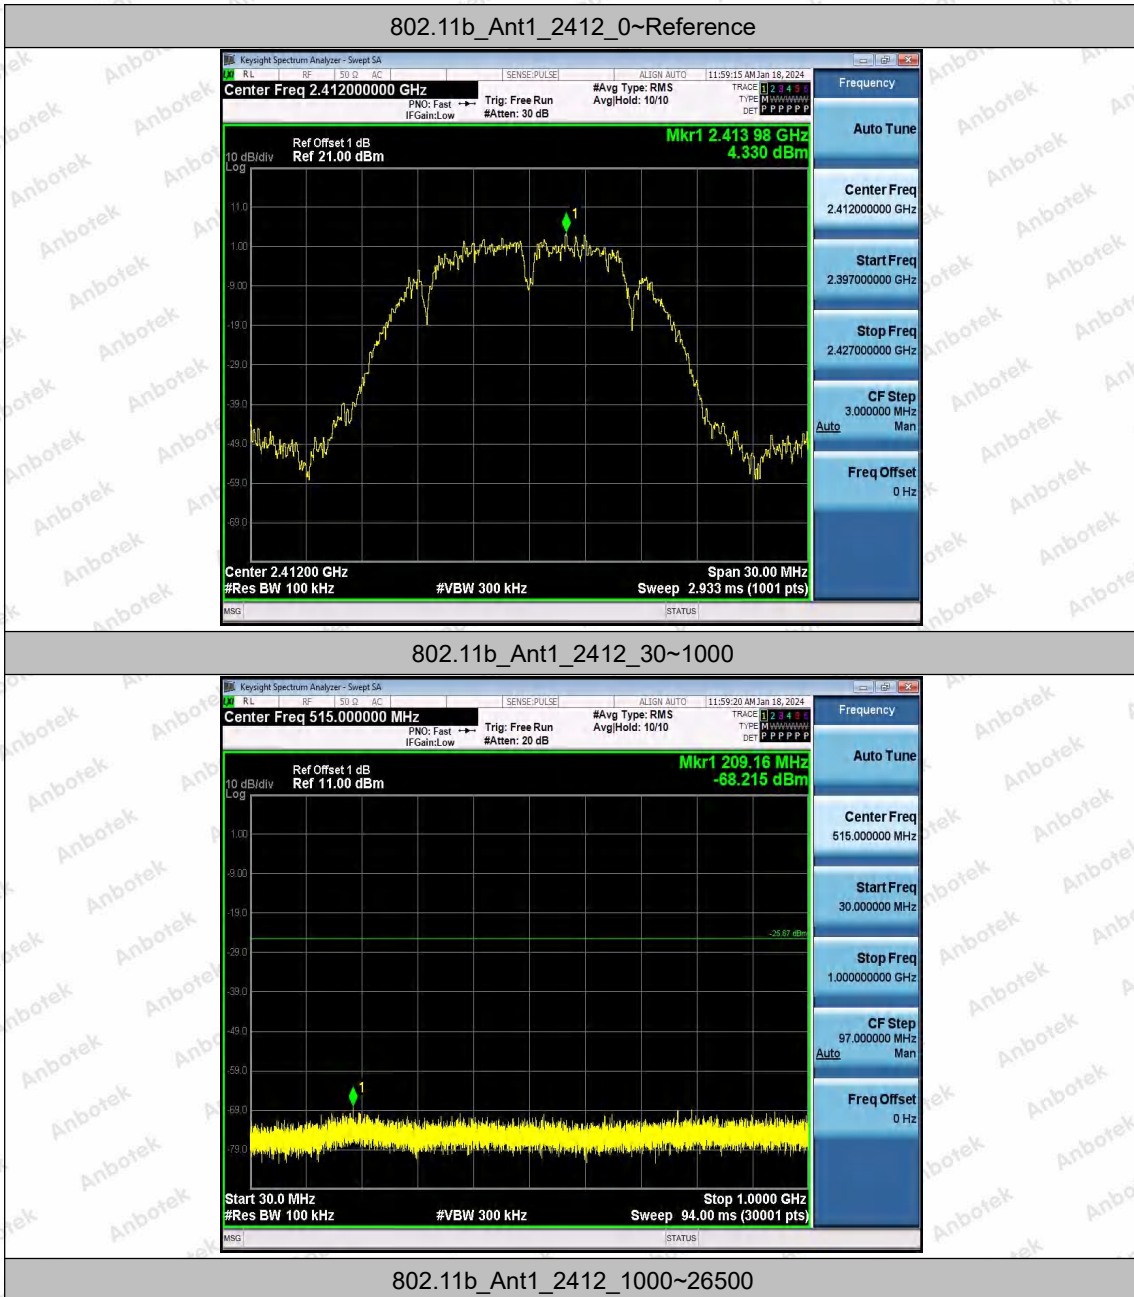 802.11b_Ant1_2412_0~Reference
Keysight Spectrum Analyzer - Swept SA
RL RF 50 Ω AC SENSE:PULSE ALIGN AUTO 11:59:15 AM Jan 18, 2024
Center Freq 2.412000000 GHz
PNO: Fast
IFGain:Low
Trig: Free Run
#Atten: 30 dB
#Avg Type: RMS
Avg|Hold: 10/10
TRACE 1 2 3 4 5 6
TYPE M WWWWW
DET P P P P P P
Ref Offset 1 dB
10 dB/div Ref 21.00 dBm
Log
Mkr1 2.413 98 GHz
4.330 dBm
1
11.0
1.00
-9.00
-19.0
-29.0
-39.0
-49.0
-59.0
-69.0
Center 2.41200 GHz Span 30.00 MHz
#Res BW 100 kHz #VBW 300 kHz Sweep 2.933 ms (1001 pts)
MSG STATUS
Frequency
Auto Tune
Center Freq
2.412000000 GHz
Start Freq
2.397000000 GHz
Stop Freq
2.427000000 GHz
CF Step
3.000000 MHz
Auto Man
Freq Offset
0 Hz
802.11b_Ant1_2412_30~1000
Keysight Spectrum Analyzer - Swept SA
RL RF 50 Ω AC SENSE:PULSE ALIGN AUTO 11:59:20 AM Jan 18, 2024
Center Freq 515.000000 MHz
PNO: Fast
IFGain:Low
Trig: Free Run
#Atten: 20 dB
#Avg Type: RMS
Avg|Hold: 10/10
TRACE 1 2 3 4 5 6
TYPE M WWWWW
DET P P P P P P
Ref Offset 1 dB
10 dB/div Ref 11.00 dBm
Log
Mkr1 209.16 MHz
-68.215 dBm
1.00
-9.00
-19.0
-25.67 dBm
-29.0
-39.0
-49.0
-59.0
1
-69.0
-79.0
Start 30.0 MHz Stop 1.0000 GHz
#Res BW 100 kHz #VBW 300 kHz Sweep 94.00 ms (30001 pts)
MSG STATUS
Frequency
Auto Tune
Center Freq
515.000000 MHz
Start Freq
30.000000 MHz
Stop Freq
1.000000000 GHz
CF Step
97.000000 MHz
Auto Man
Freq Offset
0 Hz
802.11b_Ant1_2412_1000~26500
Anbotek